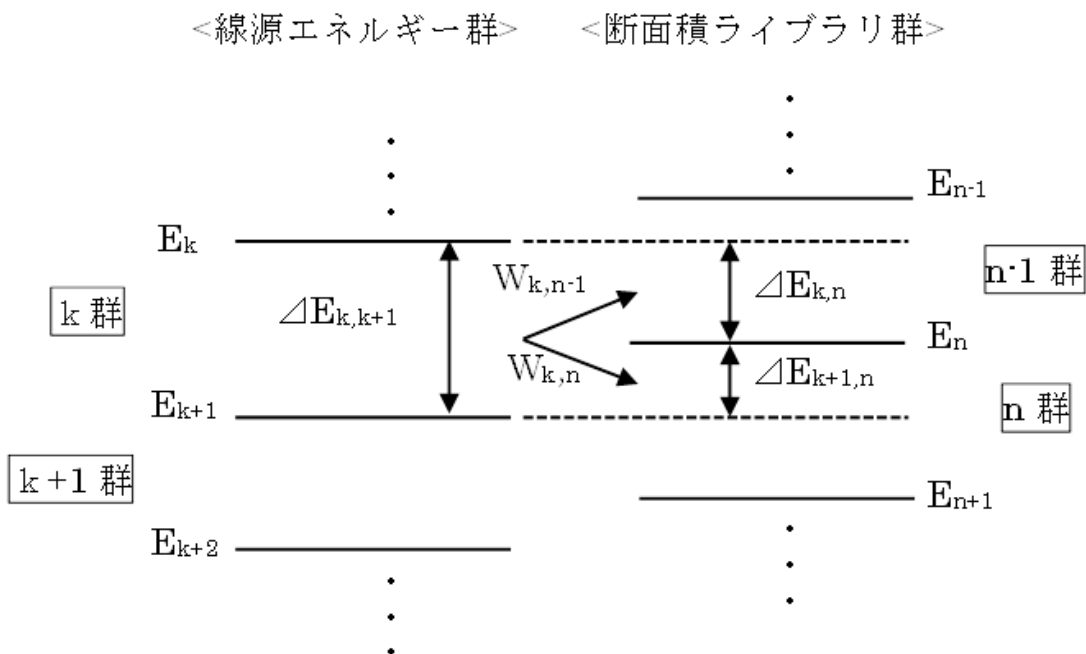 <線源エネルギー群> <断面積ライブラリ群>
E_{n-1}
E_k
n-1 群
W_{k,n-1}
⊿E_{k,n}
k 群
⊿E_{k,k+1}
E_n
W_{k,n}
⊿E_{k+1,n}
E_{k+1}
n 群
k+1 群
E_{n+1}
E_{k+2}